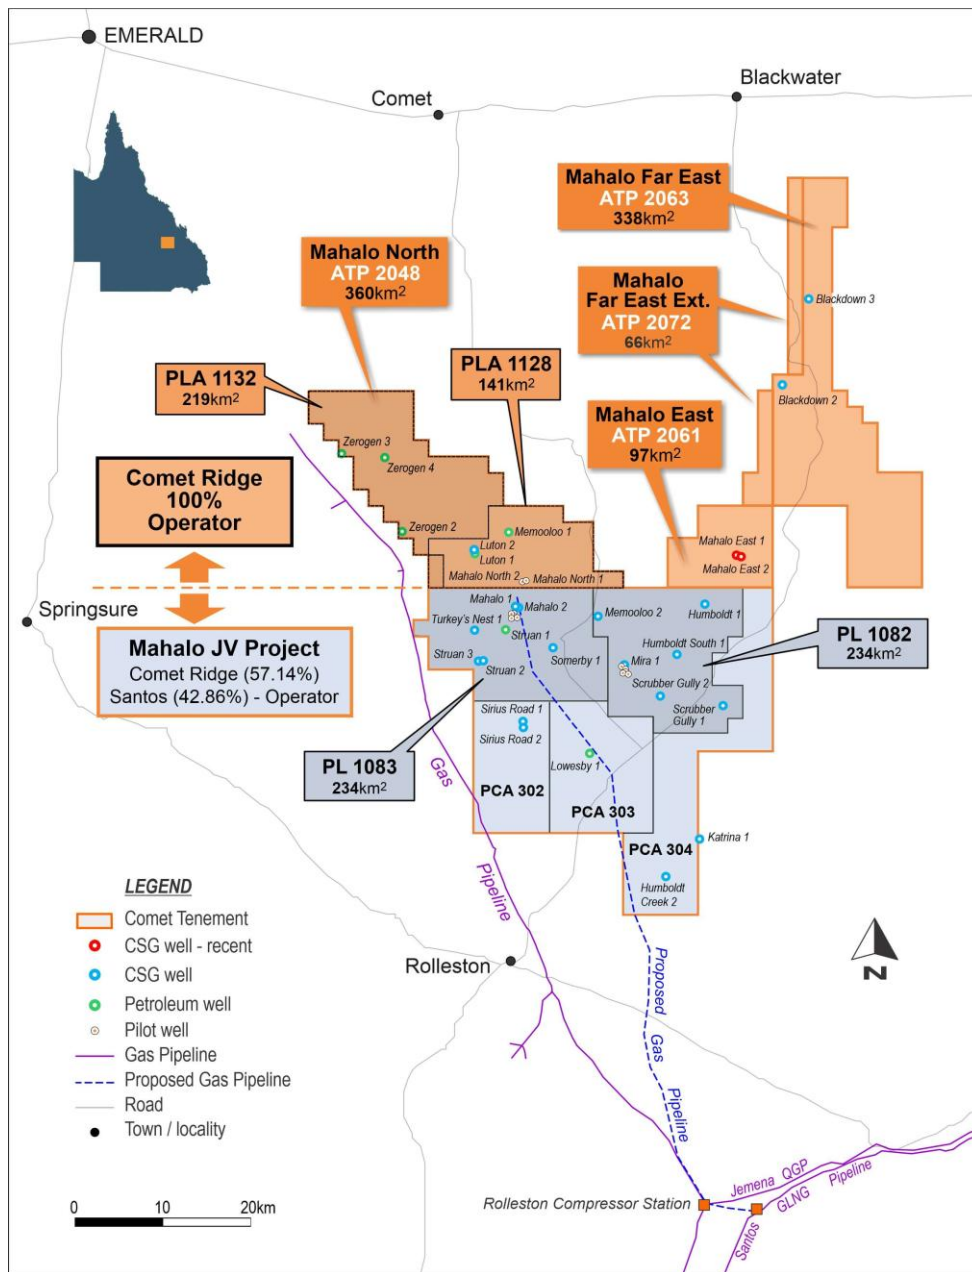 EMERALD
Comet
Blackwater
Mahalo Far East
ATP 2063
338km²
Mahalo North
ATP 2048
360km²
Mahalo
Far East Ext.
ATP 2072
66km²
Blackdown 3
PLA 1132
219km²
PLA 1128
141km²
Blackdown 2
Mahalo East
ATP 2061
97km²
Zerogen 3
Zerogen 4
Comet Ridge
100%
Operator
Zerogen 2
Memooloo 1
Luton 2
Luton 1
Mahalo East 1
Mahalo East 2
Mahalo North 2
Mahalo North 1
Springsure
Mahalo JV Project
Comet Ridge (57.14%)
Santos (42.86%) - Operator
Mahalo 1
Mahalo 2
Memooloo 2
Humboldt 1
Turkey's Nest 1
Struan 1
Humboldt South 1
PL 1082
234km²
Struan 3
Struan 2
Somerby 1
Mira 1
Scrubber Gully 2
Scrubber
Gully 1
Sirius Road 1
Sirius Road 2
PL 1083
234km²
Lowesby 1
PCA 302
PCA 303
PCA 304
Katrina 1
Humboldt
Creek 2
Gas
Pipeline
LEGEND
Comet Tenement
CSG well - recent
CSG well
Petroleum well
Pilot well
Gas Pipeline
Proposed Gas Pipeline
Road
Town / locality
Rolleston
N
Proposed
Gas
Pipeline
Rolleston Compressor Station
Jemena QGP
Santos GLNG Pipeline
0 10 20km